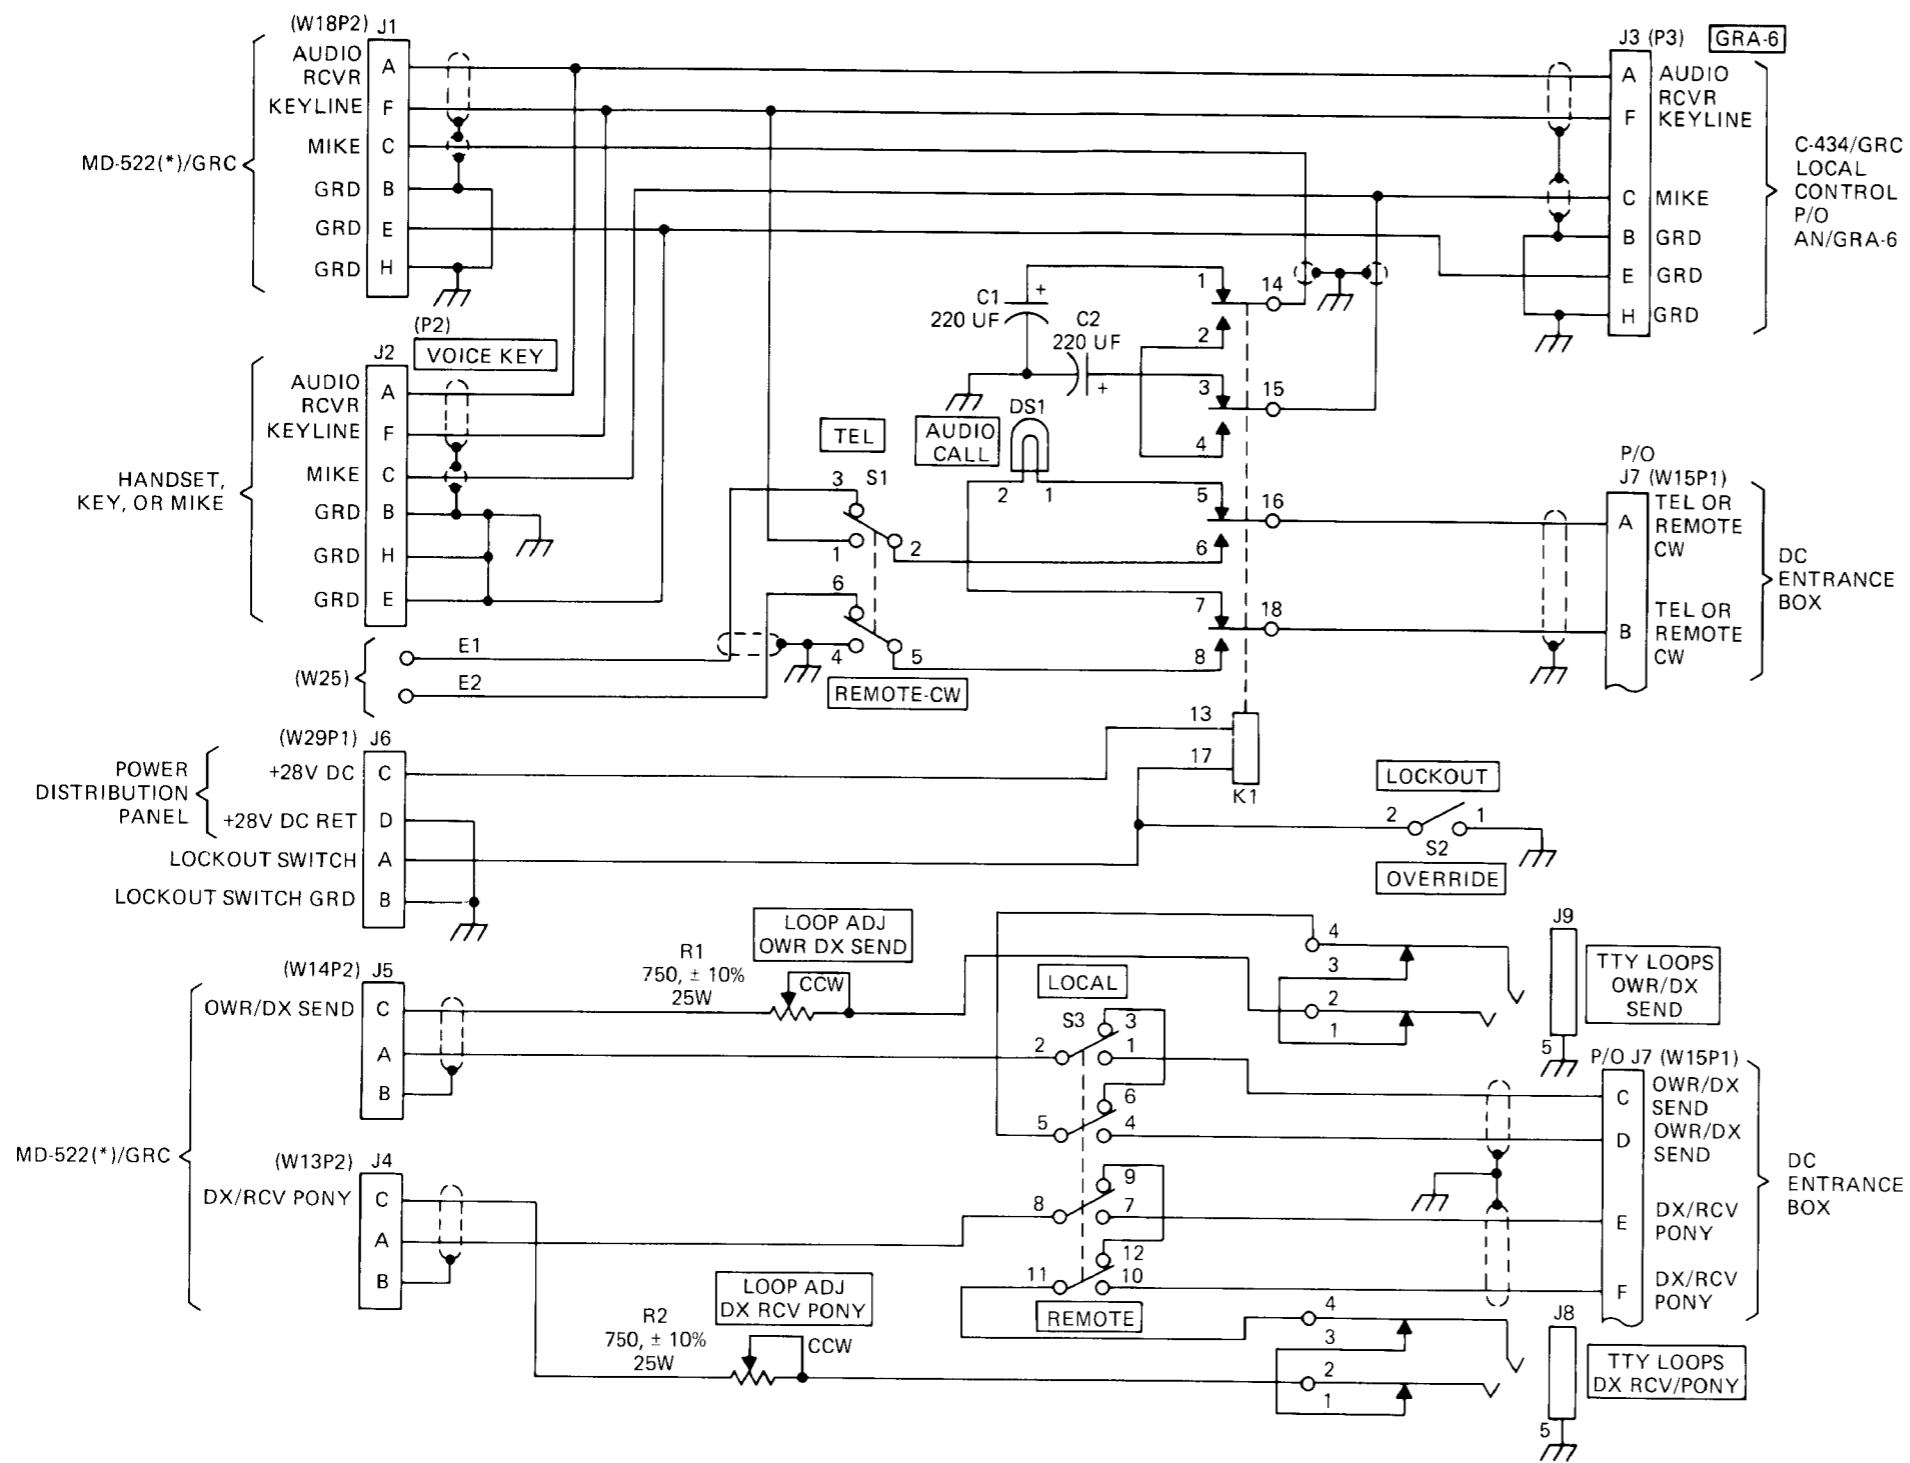 (W18P2) J1
AUDIO
RCVR
KEYLINE
MIKE
GRD
GRD
GRD
A
F
C
B
E
H
MD-522(*)/GRC
J3 (P3)
GRA-6
A
F
C
B
E
H
AUDIO
RCVR
KEYLINE
MIKE
GRD
GRD
GRD
C-434/GRC
LOCAL
CONTROL
P/O
AN/GRA-6
(P2)
J2
VOICE KEY
AUDIO
RCVR
KEYLINE
MIKE
GRD
GRD
GRD
A
F
C
B
H
E
HANDSET,
KEY, OR MIKE
C1
220 UF
+
C2
220 UF
+
1
2
14
3
4
15
DS1
AUDIO
CALL
2
1
5
6
16
7
8
18
TEL
S1
3
1
2
6
4
5
REMOTE-CW
P/O
J7 (W15P1)
A
TEL OR
REMOTE
CW
B
TEL OR
REMOTE
CW
DC
ENTRANCE
BOX
(W25)
E1
E2
(W29P1) J6
POWER
DISTRIBUTION
PANEL
+28V DC
+28V DC RET
LOCKOUT SWITCH
LOCKOUT SWITCH GRD
C
D
A
B
13
17
K1
LOCKOUT
2
1
S2
OVERRIDE
(W14P2) J5
OWR/DX SEND
C
A
B
R1
750, ± 10%
25W
LOOP ADJ
OWR DX SEND
CCW
LOCAL
S3
3
2
1
6
5
4
9
8
7
12
11
10
REMOTE
4
3
2
1
J9
5
TTY LOOPS
OWR/DX
SEND
P/O J7 (W15P1)
C
OWR/DX
SEND
D
OWR/DX
SEND
E
DX/RCV
PONY
F
DX/RCV
PONY
DC
ENTRANCE
BOX
MD-522(*)/GRC
(W13P2) J4
DX/RCV PONY
C
A
B
R2
750, ± 10%
25W
LOOP ADJ
DX RCV PONY
CCW
4
3
2
1
J8
5
TTY LOOPS
DX RCV/PONY